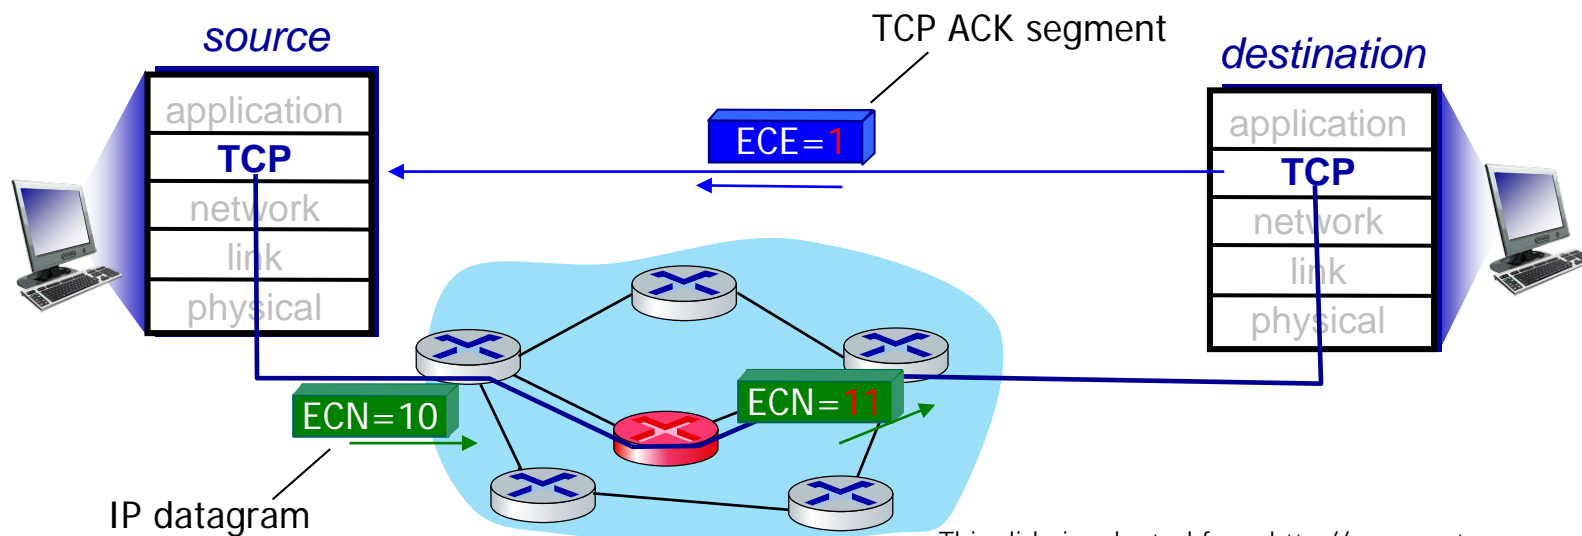 source
TCP ACK segment
destination
application
TCP
network
link
physical
ECE=1
application
TCP
network
link
physical
ECN=10
ECN=11
IP datagram